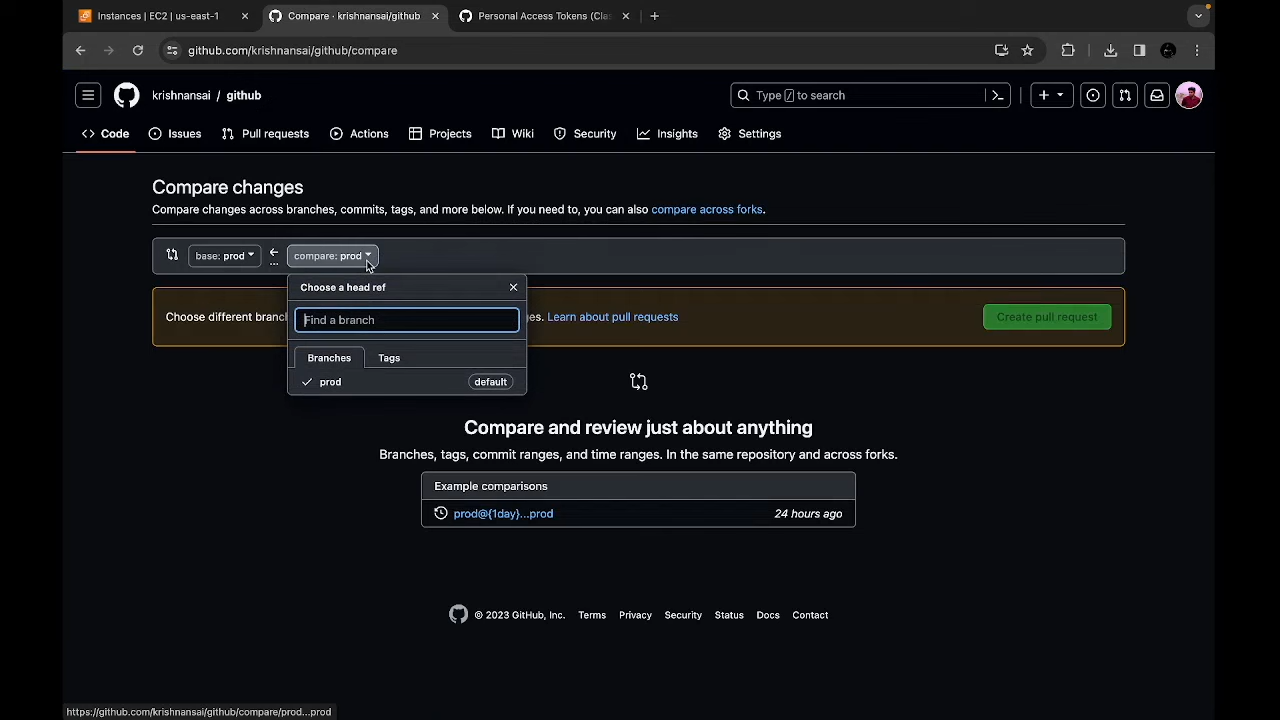 Instances | EC2 | us-east-1
Compare · krishnansai/github
Personal Access Tokens (Clas
github.com/krishnansai/github/compare
krishnansai / github
Type / to search
Code
Issues
Pull requests
Actions
Projects
Wiki
Security
Insights
Settings
Compare changes
Compare changes across branches, commits, tags, and more below. If you need to, you can also compare across forks.
base: prod
compare: prod
Choose a head ref
Choose different branch
Find a branch
es. Learn about pull requests
Create pull request
Branches
Tags
prod
default
Compare and review just about anything
Branches, tags, commit ranges, and time ranges. In the same repository and across forks.
Example comparisons
prod@{1day}...prod
24 hours ago
© 2023 GitHub, Inc.
Terms
Privacy
Security
Status
Docs
Contact
https://github.com/krishnansai/github/compare/prod...prod